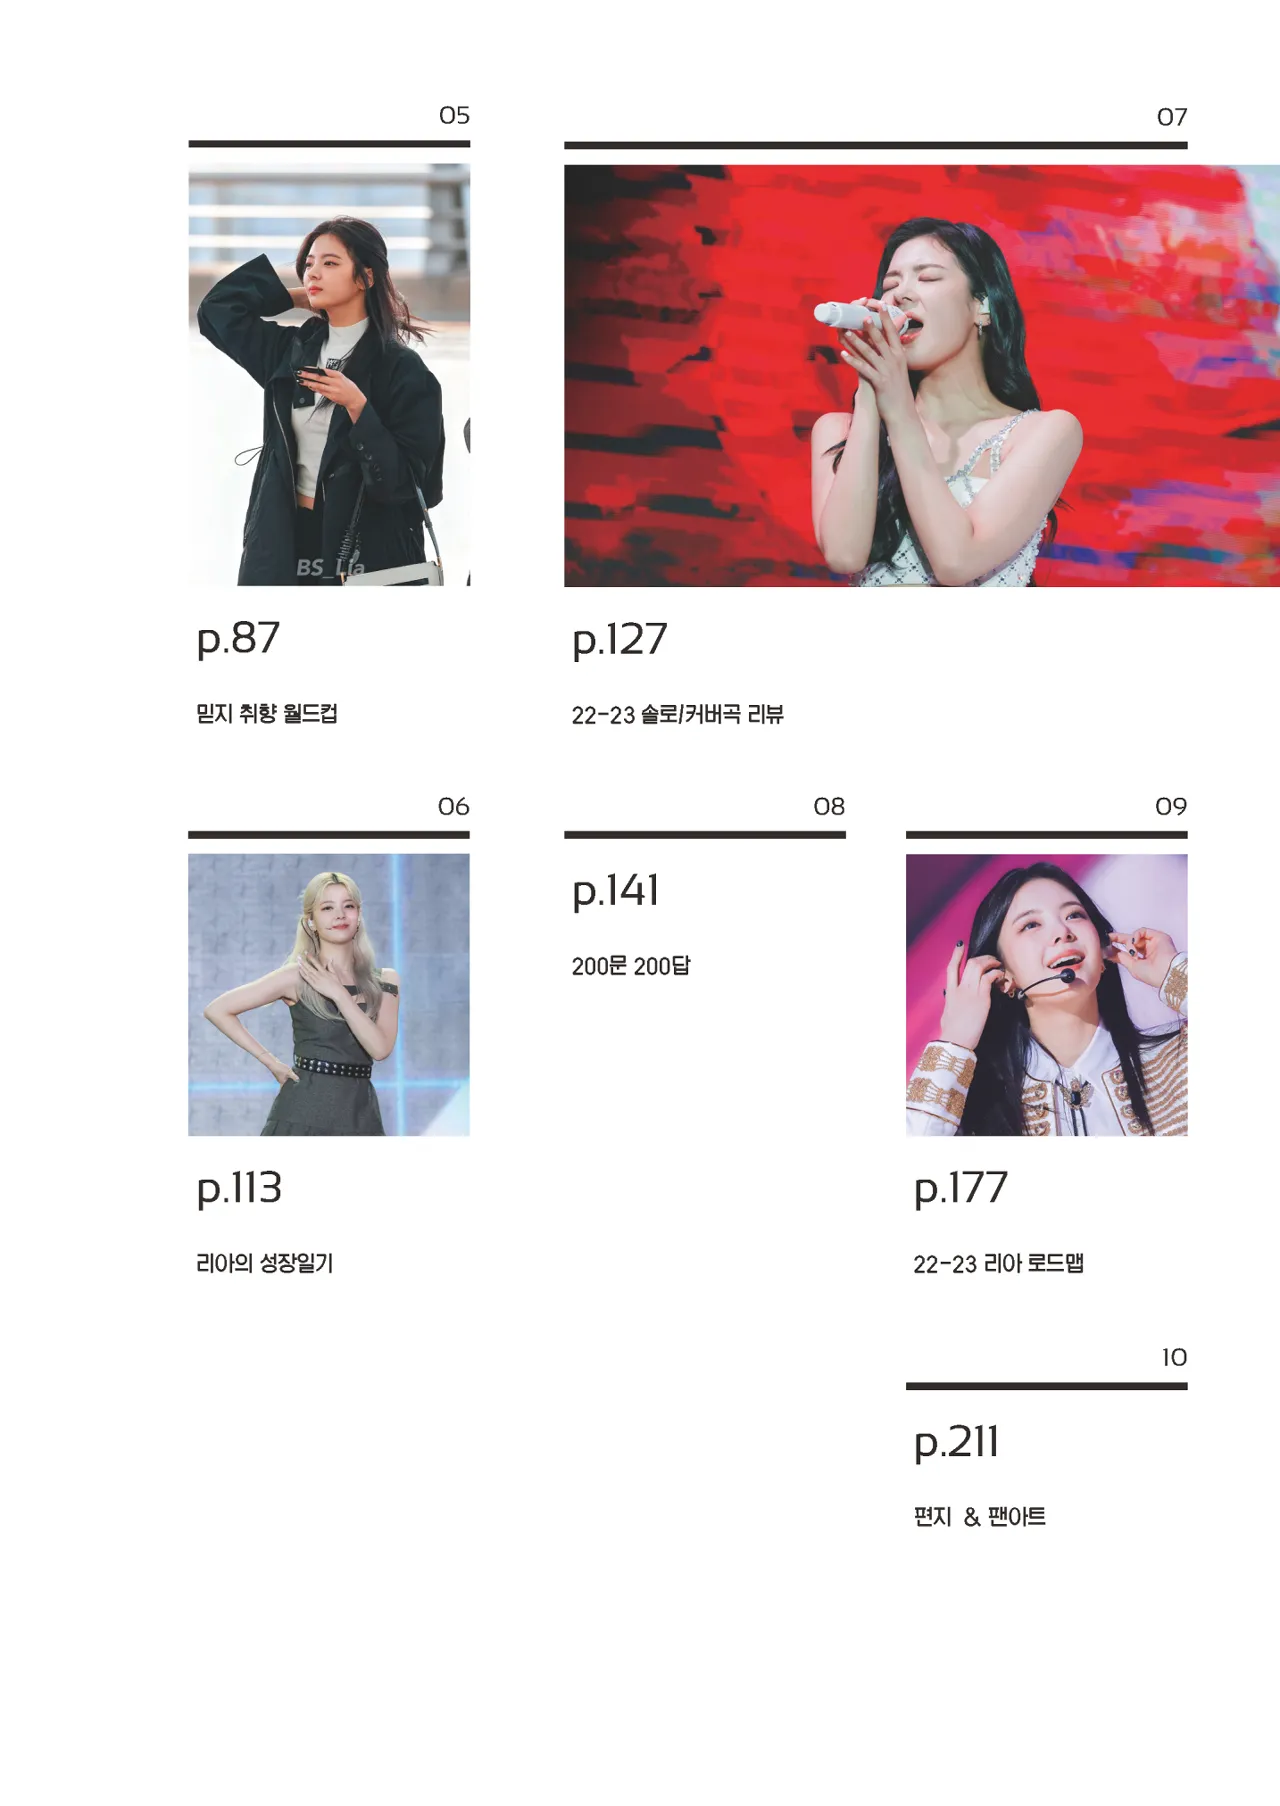 05
BS_Lia
p.87
믿지 취향 월드컵
07
p.127
22-23 솔로/커버곡 리뷰
06
p.113
리아의 성장일기
08
p.141
200문 200답
09
p.177
22-23 리아 로드맵
10
p.211
편지 & 팬아트